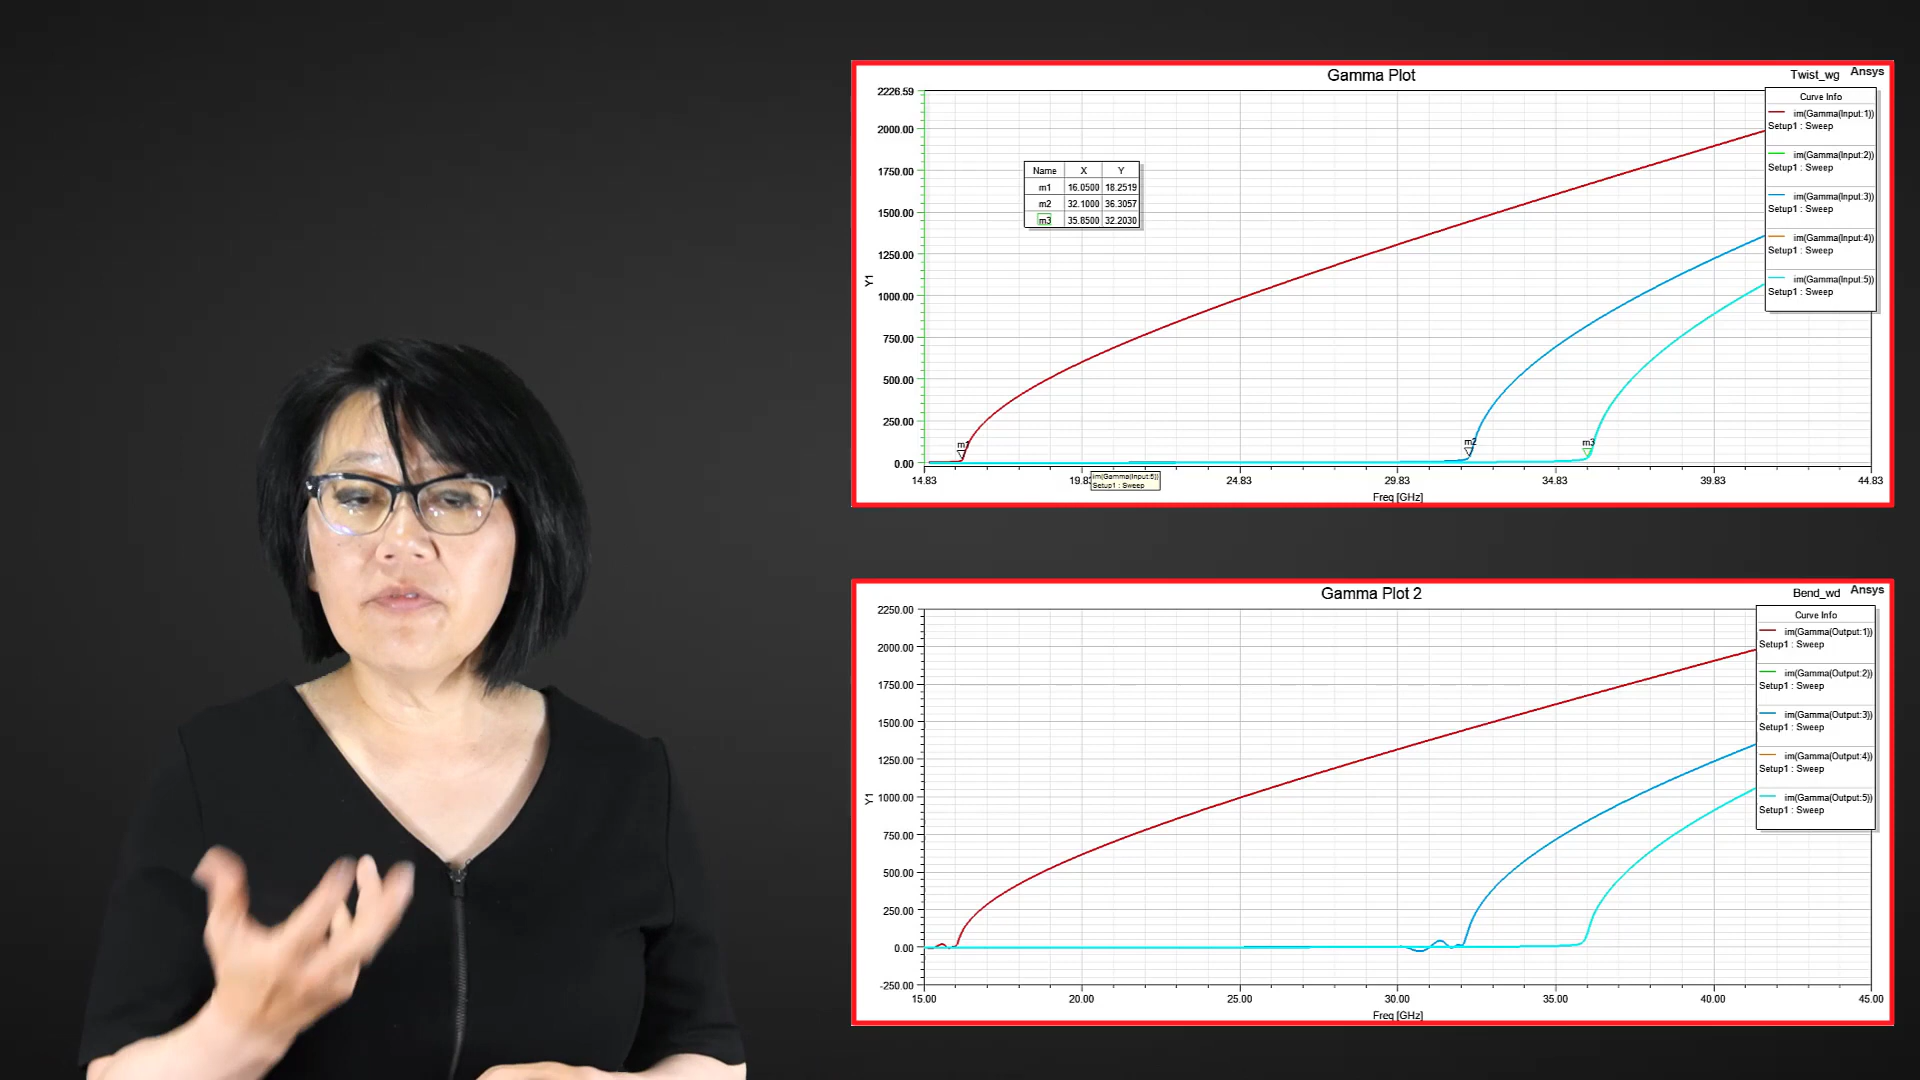 Gamma Plot
Twist_wg
Ansys
2226.59
2000.00
1750.00
1500.00
1250.00
1000.00
750.00
500.00
250.00
0.00
Y1
Name X Y
m1 16.0500 18.2519
m2 32.1000 36.3057
m3 35.8500 32.2030
Curve Info
im(Gamma(Input:1))
Setup1 : Sweep
im(Gamma(Input:2))
Setup1 : Sweep
im(Gamma(Input:3))
Setup1 : Sweep
im(Gamma(Input:4))
Setup1 : Sweep
im(Gamma(Input:5))
Setup1 : Sweep
m1
m2
m3
14.83 19.83 24.83 29.83 34.83 39.83 44.83
im(Gamma(Input:5))
Setup1 : Sweep
Freq [GHz]
Gamma Plot 2
Bend_wd
Ansys
2250.00
2000.00
1750.00
1500.00
1250.00
1000.00
750.00
500.00
250.00
0.00
-250.00
Y1
Curve Info
im(Gamma(Output:1))
Setup1 : Sweep
im(Gamma(Output:2))
Setup1 : Sweep
im(Gamma(Output:3))
Setup1 : Sweep
im(Gamma(Output:4))
Setup1 : Sweep
im(Gamma(Output:5))
Setup1 : Sweep
15.00 20.00 25.00 30.00 35.00 40.00 45.00
Freq [GHz]